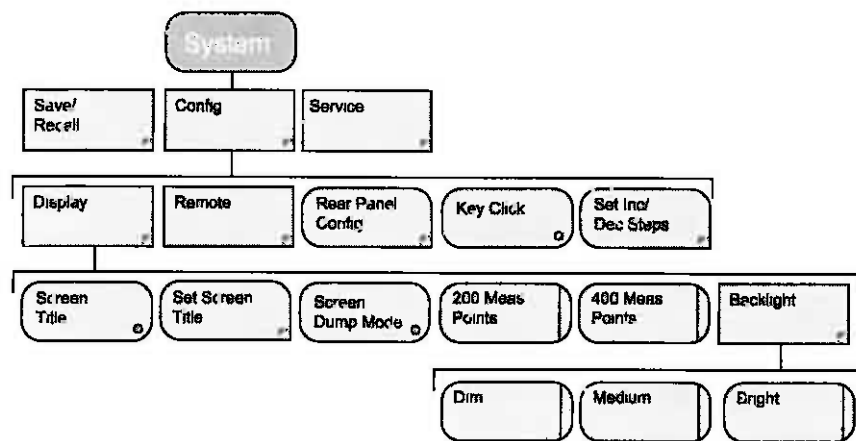 System
Save/
Recall
Config
Service
Display
Remote
Rear Panel
Config
Key Click
Set Inc/
Dec Steps
Screen
Title
Set Screen
Title
Screen
Dump Mode
200 Meas
Points
400 Meas
Points
Backlight
Dim
Medium
Bright